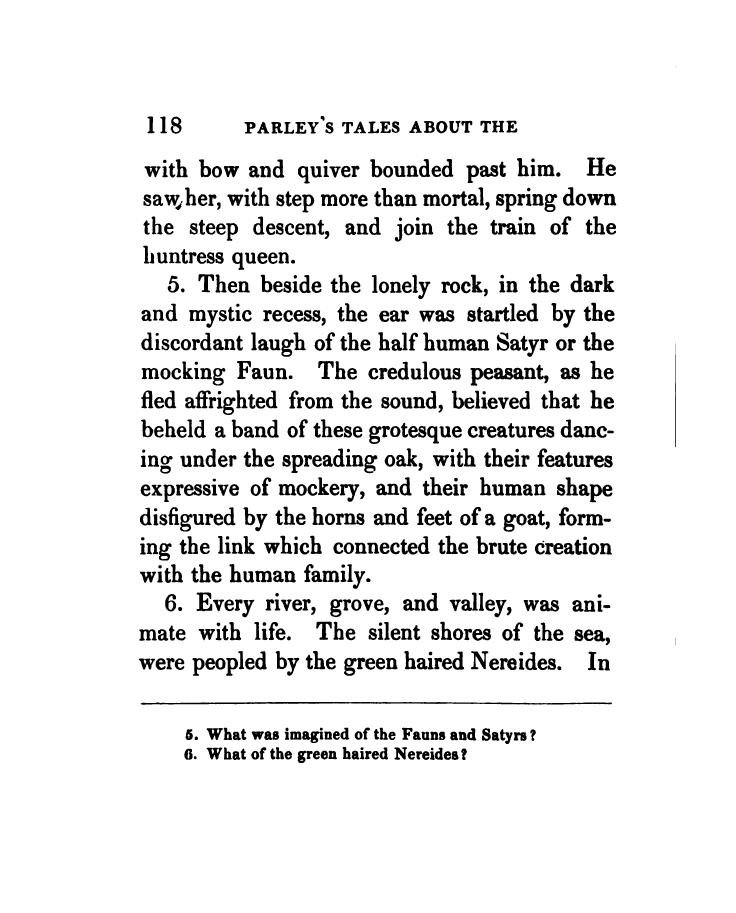 118 PARLEY'S TALES ABOUT THE
with bow and quiver bounded past him. He
saw her, with step more than mortal, spring down
the steep descent, and join the train of the
huntress queen.
5. Then beside the lonely rock, in the dark
and mystic recess, the ear was startled by the
discordant laugh of the half human Satyr or the
mocking Faun. The credulous peasant, as he
fled affrighted from the sound, believed that he
beheld a band of these grotesque creatures danc-
ing under the spreading oak, with their features
expressive of mockery, and their human shape
disfigured by the horns and feet of a goat, form-
ing the link which connected the brute creation
with the human family.
6. Every river, grove, and valley, was ani-
mate with life. The silent shores of the sea,
were peopled by the green haired Nereides. In
5. What was imagined of the Fauns and Satyrs?
6. What of the green haired Nereides?